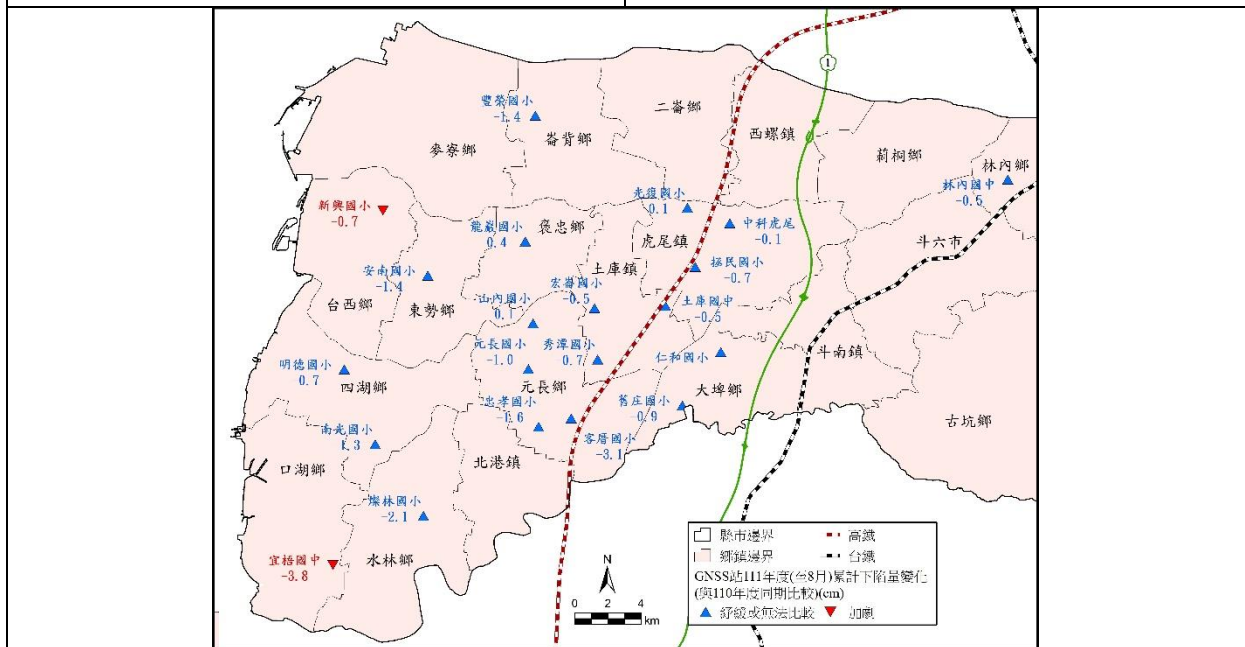 1
二崙鄉
豐榮國小
-1.4
崙背鄉
西螺鎮
麥寮鄉
莿桐鄉
林內鄉
林內國中
-0.5
光復國小
0.1
新興國小
-0.7
褒忠鄉
中科虎尾
-0.1
龍巖國小
0.4
虎尾鎮
斗六市
土庫鎮
拯民國小
-0.7
安南國小
-1.4
宏崙國小
-0.5
台西鄉
東勢鄉
山內國小
0.1
土庫國中
-0.5
元長國小
-1.0
秀潭國小
0.7
仁和國小
斗南鎮
明德國小
0.7
四湖鄉
元長鄉
大埤鄉
忠孝國小
-1.6
舊庄國小
-0.9
古坑鄉
南光國小
1.3
客厝國小
-3.1
口湖鄉
北港鎮
燦林國小
-2.1
宜梧國中
-3.8
水林鄉
N
0 2 4
km
縣市邊界 高鐵
鄉鎮邊界 台鐵
GNSS站111年度(至8月)累計下陷量變化
(與110年度同期比較)(cm)
紓緩或無法比較 加劇